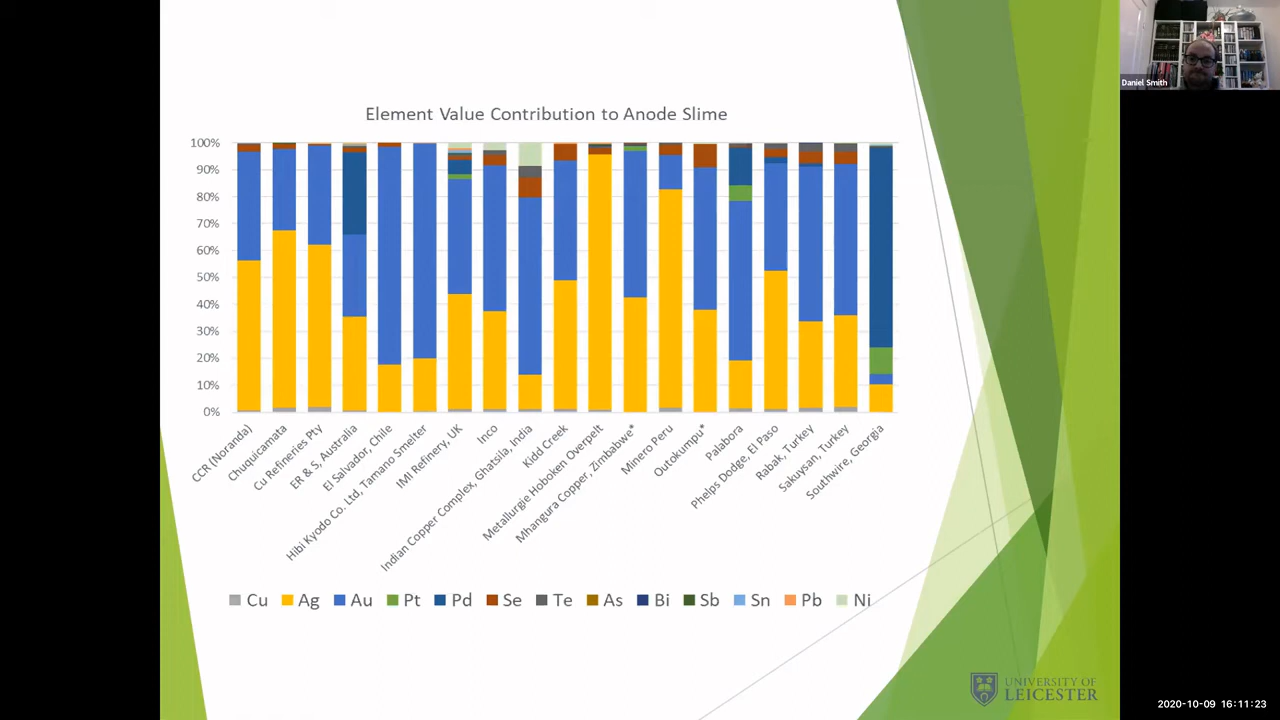 Daniel Smith
Element Value Contribution to Anode Slime
100%
90%
80%
70%
60%
50%
40%
30%
20%
10%
0%
CCR (Noranda)
Chuquicamata
Cu Refineries Pty
ER & S, Australia
El Salvador, Chile
Hibi Kyodo Co. Ltd, Tamano Smelter
IMI Refinery, UK
Inco
Indian Copper Complex, Ghatsila, India
Kidd Creek
Metallurgie Hoboken Overpelt
Mhangura Copper, Zimbabwe*
Minero Peru
Outokumpu*
Palabora
Phelps Dodge, El Paso
Rabak, Turkey
Sakuysan, Turkey
Southwire, Georgia
Cu Ag Au Pt Pd Se Te As Bi Sb Sn Pb Ni
UNIVERSITY OF
LEICESTER
2020-10-09 16:11:23